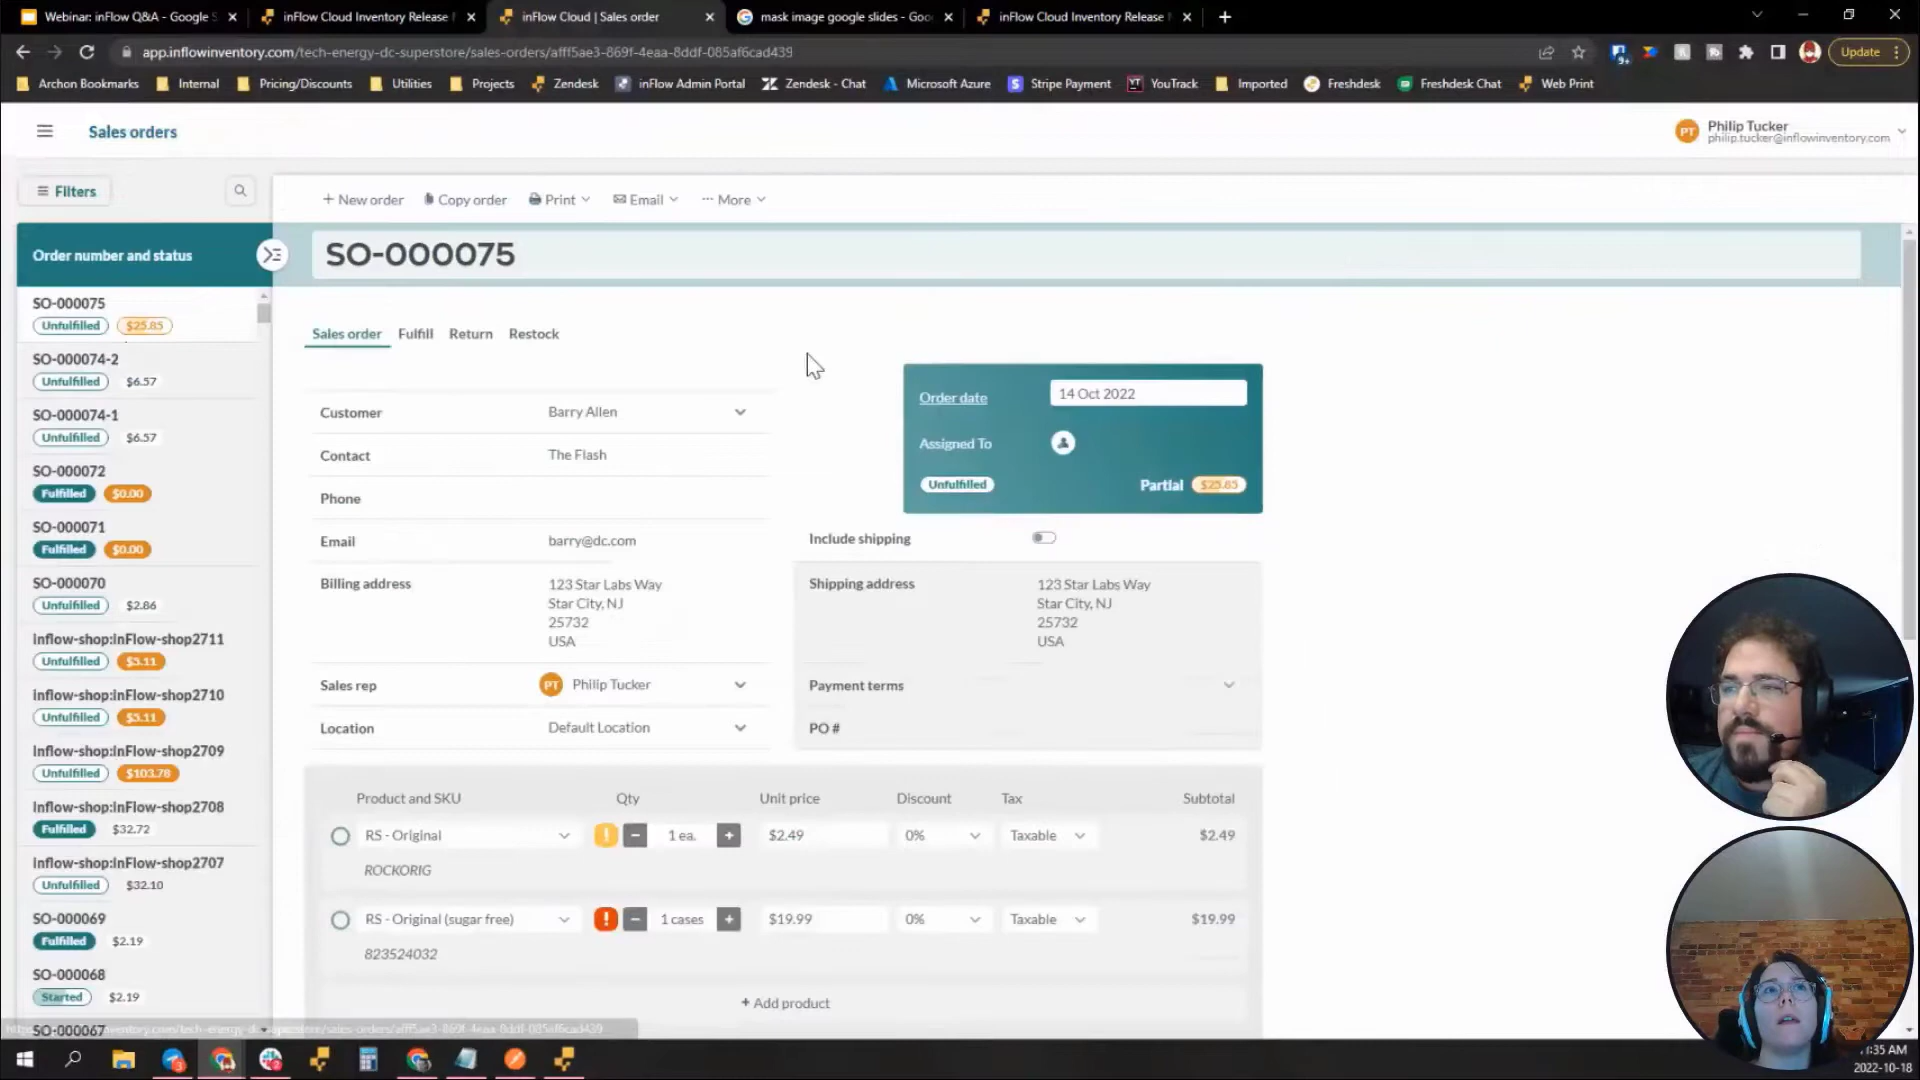 Webinar: inFlow Q&A - Google S
inFlow Cloud Inventory Release
inFlow Cloud | Sales order
mask image google slides - Goo
inFlow Cloud Inventory Release
app.inflowinventory.com/tech-energy-dc-superstore/sales-orders/afff5ae3-869f-4eaa-8ddf-085af6cad439
9+
Update
Archon Bookmarks
Internal
Pricing/Discounts
Utilities
Projects
Zendesk
inFlow Admin Portal
Zendesk - Chat
Microsoft Azure
Stripe Payment
YouTrack
Imported
Freshdesk
Freshdesk Chat
Web Print
Sales orders
PT
Philip Tucker
philip.tucker@inflowinventory.com
Filters
+ New order
Copy order
Print
Email
More
Order number and status
SO-000075
SO-000075
Unfulfilled $25.85
SO-000074-2
Unfulfilled $6.57
SO-000074-1
Unfulfilled $6.57
SO-000072
Fulfilled $0.00
SO-000071
Fulfilled $0.00
SO-000070
Unfulfilled $2.86
inflow-shop:inFlow-shop2711
Unfulfilled $5.11
inflow-shop:inFlow-shop2710
Unfulfilled $5.11
inflow-shop:inFlow-shop2709
Unfulfilled $103.78
inflow-shop:inFlow-shop2708
Fulfilled $32.72
inflow-shop:inFlow-shop2707
Unfulfilled $32.10
SO-000069
Fulfilled $2.19
SO-000068
Started $2.19
SO-000067
Sales order Fulfill Return Restock
Customer Barry Allen
Contact The Flash
Phone
Email barry@dc.com
Billing address 123 Star Labs Way
Star City, NJ
25732
USA
Sales rep PT Philip Tucker
Location Default Location
Order date 14 Oct 2022
Assigned To
Unfulfilled Partial $25.85
Include shipping
Shipping address 123 Star Labs Way
Star City, NJ
25732
USA
Payment terms
PO #
Product and SKU Qty Unit price Discount Tax Subtotal
RS - Original ! − 1 ea. + $2.49 0% Taxable $2.49
ROCKORIG
RS - Original (sugar free) ! − 1 cases + $19.99 0% Taxable $19.99
823524032
+ Add product
:35 AM
2022-10-18